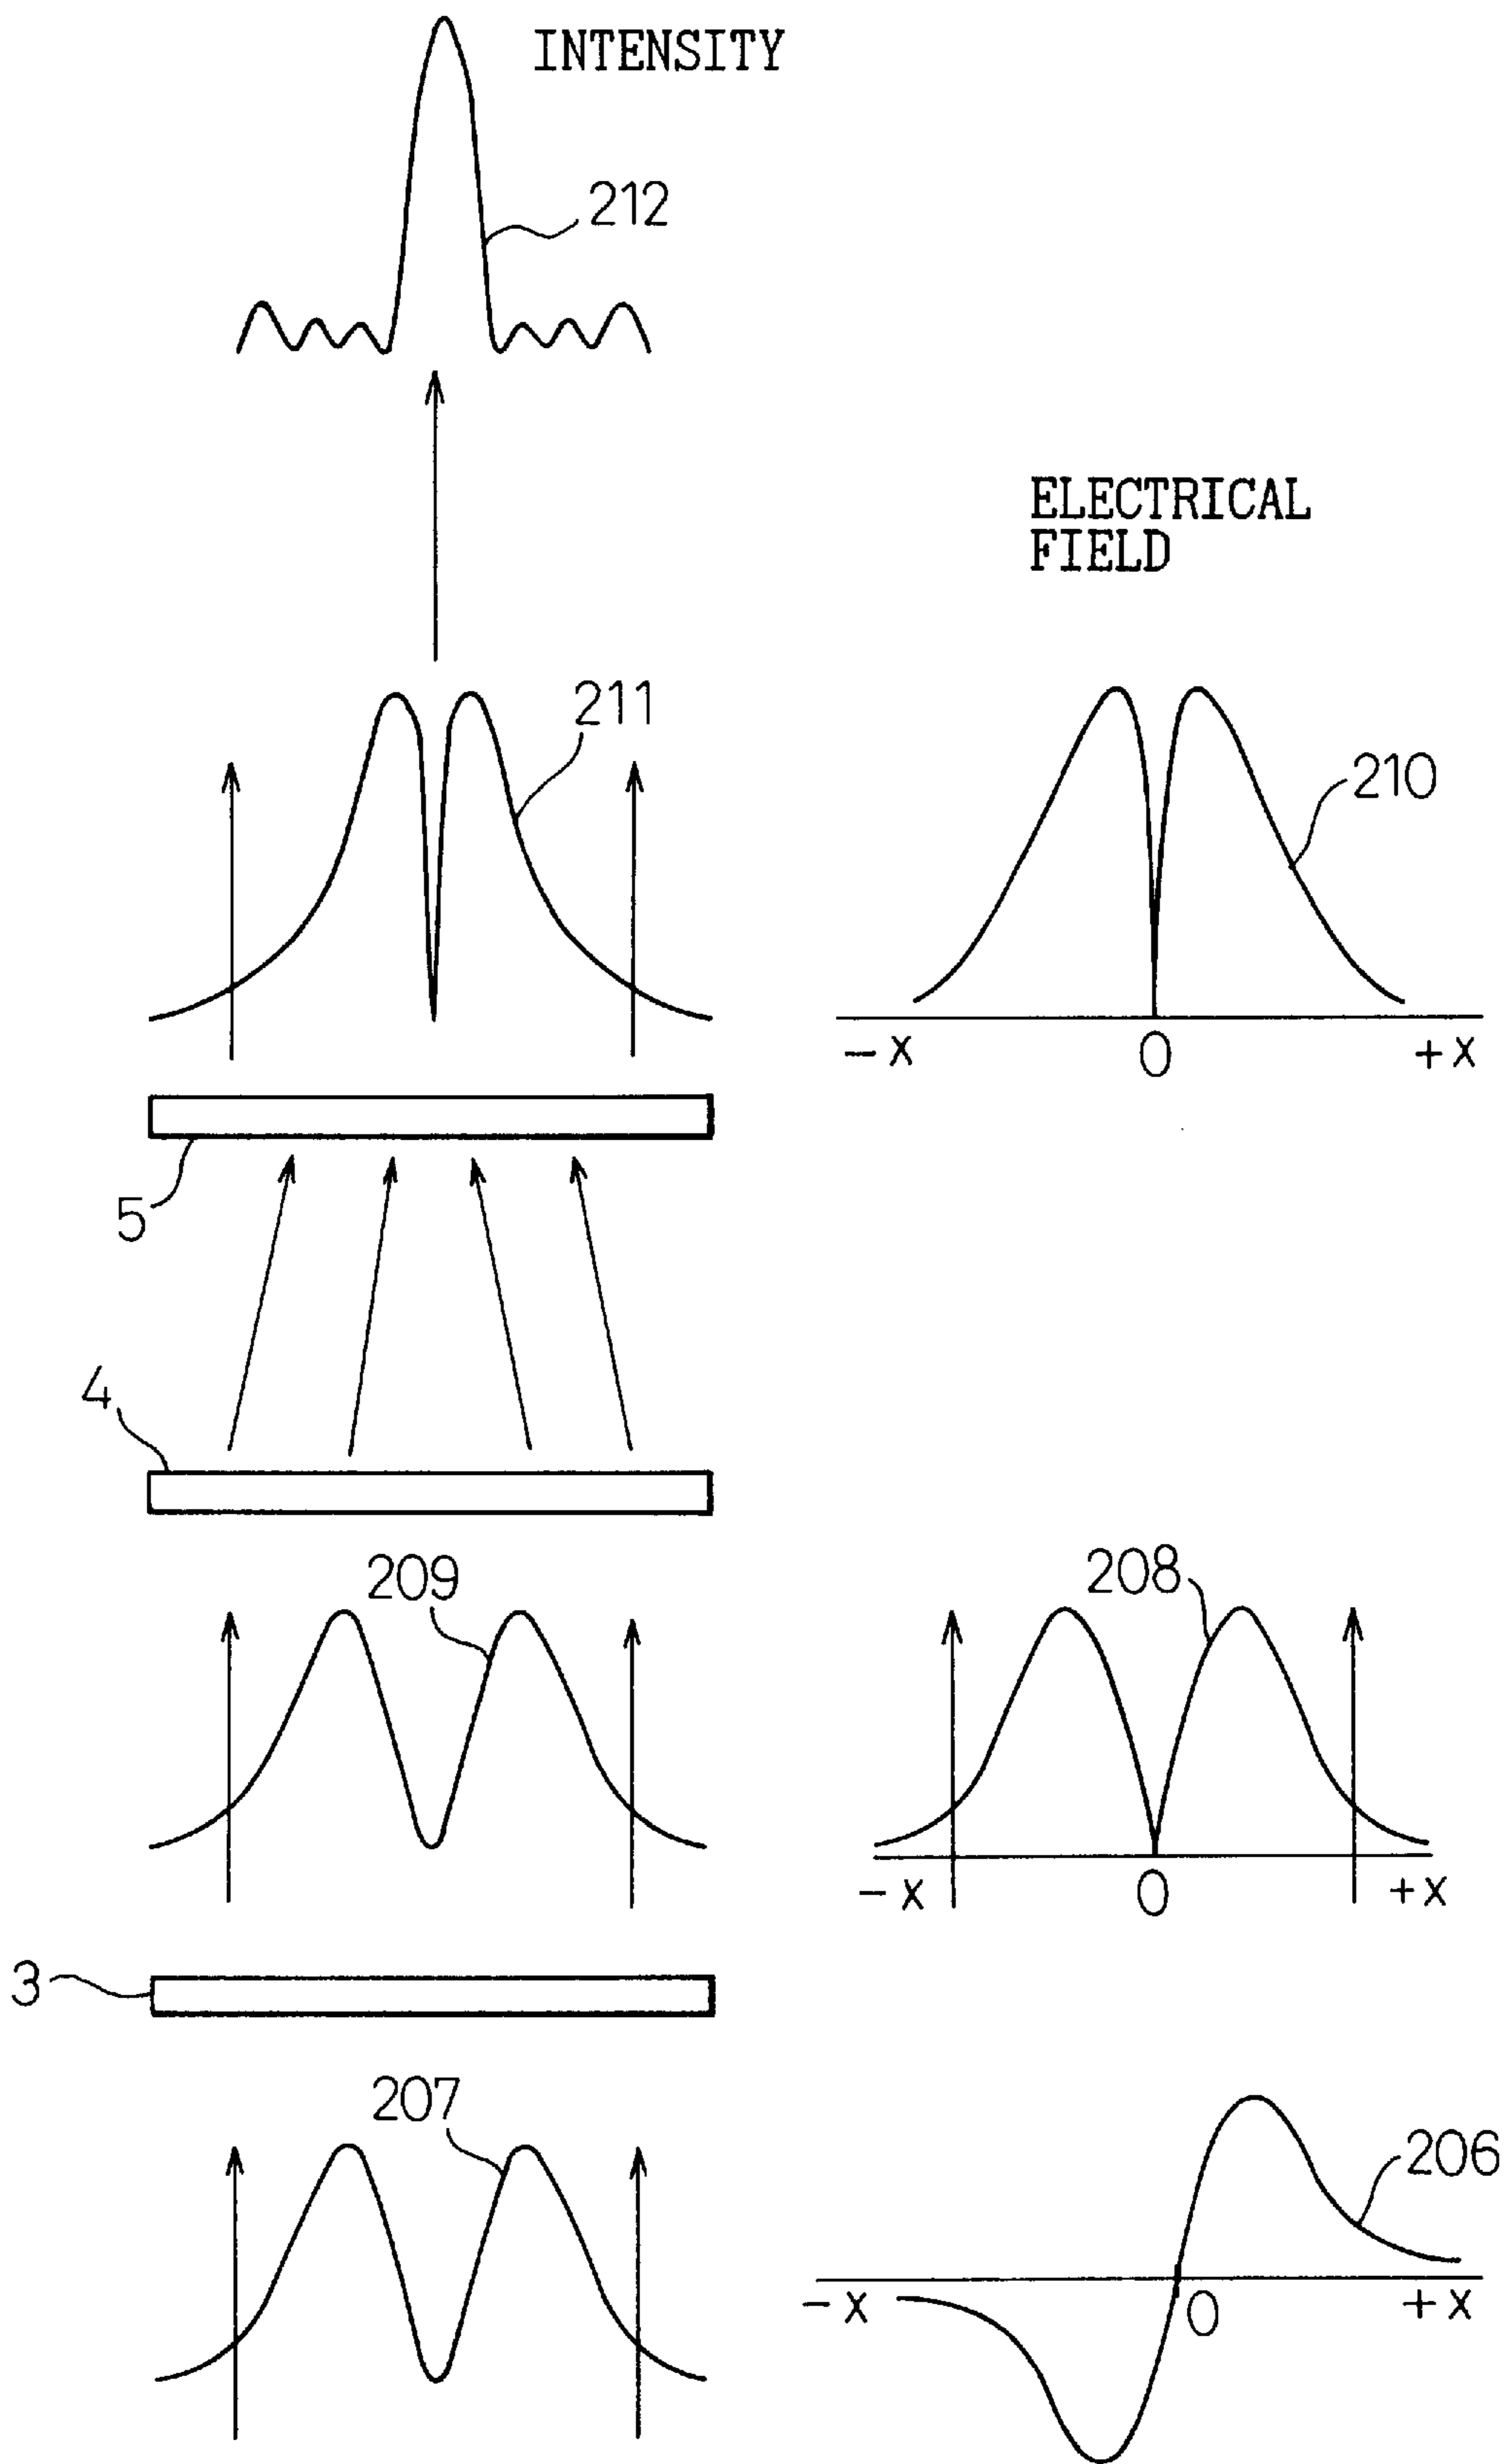 INTENSITY
212
ELECTRICAL
FIELD
211
210
-X
0
+X
5
4
209
208
-X
0
+X
3
207
206
-X
0
+X